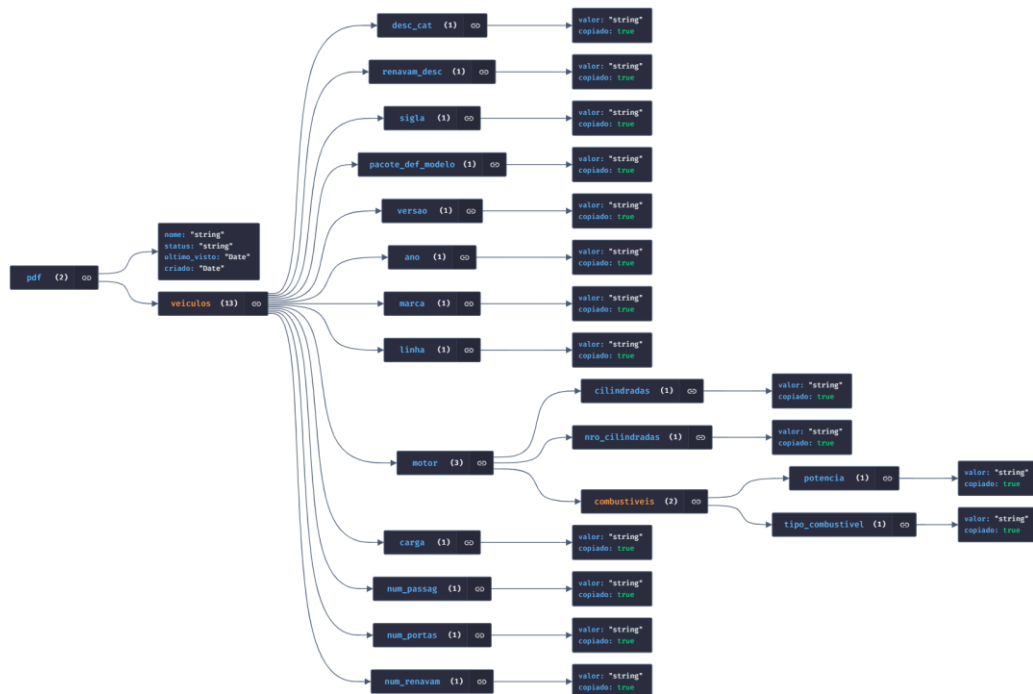 desc_cat (1)
valor: "string"
copiado: true
renavam_desc (1)
valor: "string"
copiado: true
sigla (1)
valor: "string"
copiado: true
pacote_def_modelo (1)
valor: "string"
copiado: true
versao (1)
valor: "string"
copiado: true
nome: "string"
status: "string"
ultimo_visto: "Date"
criado: "Date"
ano (1)
valor: "string"
copiado: true
pdf (2)
veiculos (13)
marca (1)
valor: "string"
copiado: true
linha (1)
valor: "string"
copiado: true
cilindradas (1)
valor: "string"
copiado: true
nro_cilindradas (1)
valor: "string"
copiado: true
motor (3)
potencia (1)
valor: "string"
copiado: true
combustiveis (2)
tipo_combustivel (1)
valor: "string"
copiado: true
carga (1)
valor: "string"
copiado: true
num_passag (1)
valor: "string"
copiado: true
num_portas (1)
valor: "string"
copiado: true
num_renavam (1)
valor: "string"
copiado: true